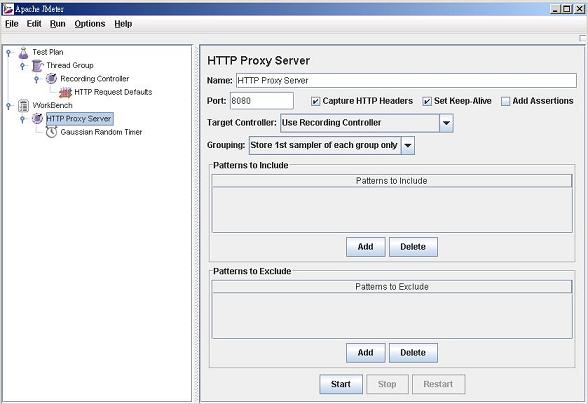 Apache JMeter
File Edit Run Options Help
Test Plan
Thread Group
Recording Controller
HTTP Request Defaults
WorkBench
HTTP Proxy Server
Gaussian Random Timer
HTTP Proxy Server
Name: HTTP Proxy Server
Port: 8080 Capture HTTP Headers Set Keep-Alive Add Assertions
Target Controller: Use Recording Controller
Grouping: Store 1st sampler of each group only
Patterns to Include
Patterns to Include
Add Delete
Patterns to Exclude
Patterns to Exclude
Add Delete
Start Stop Restart